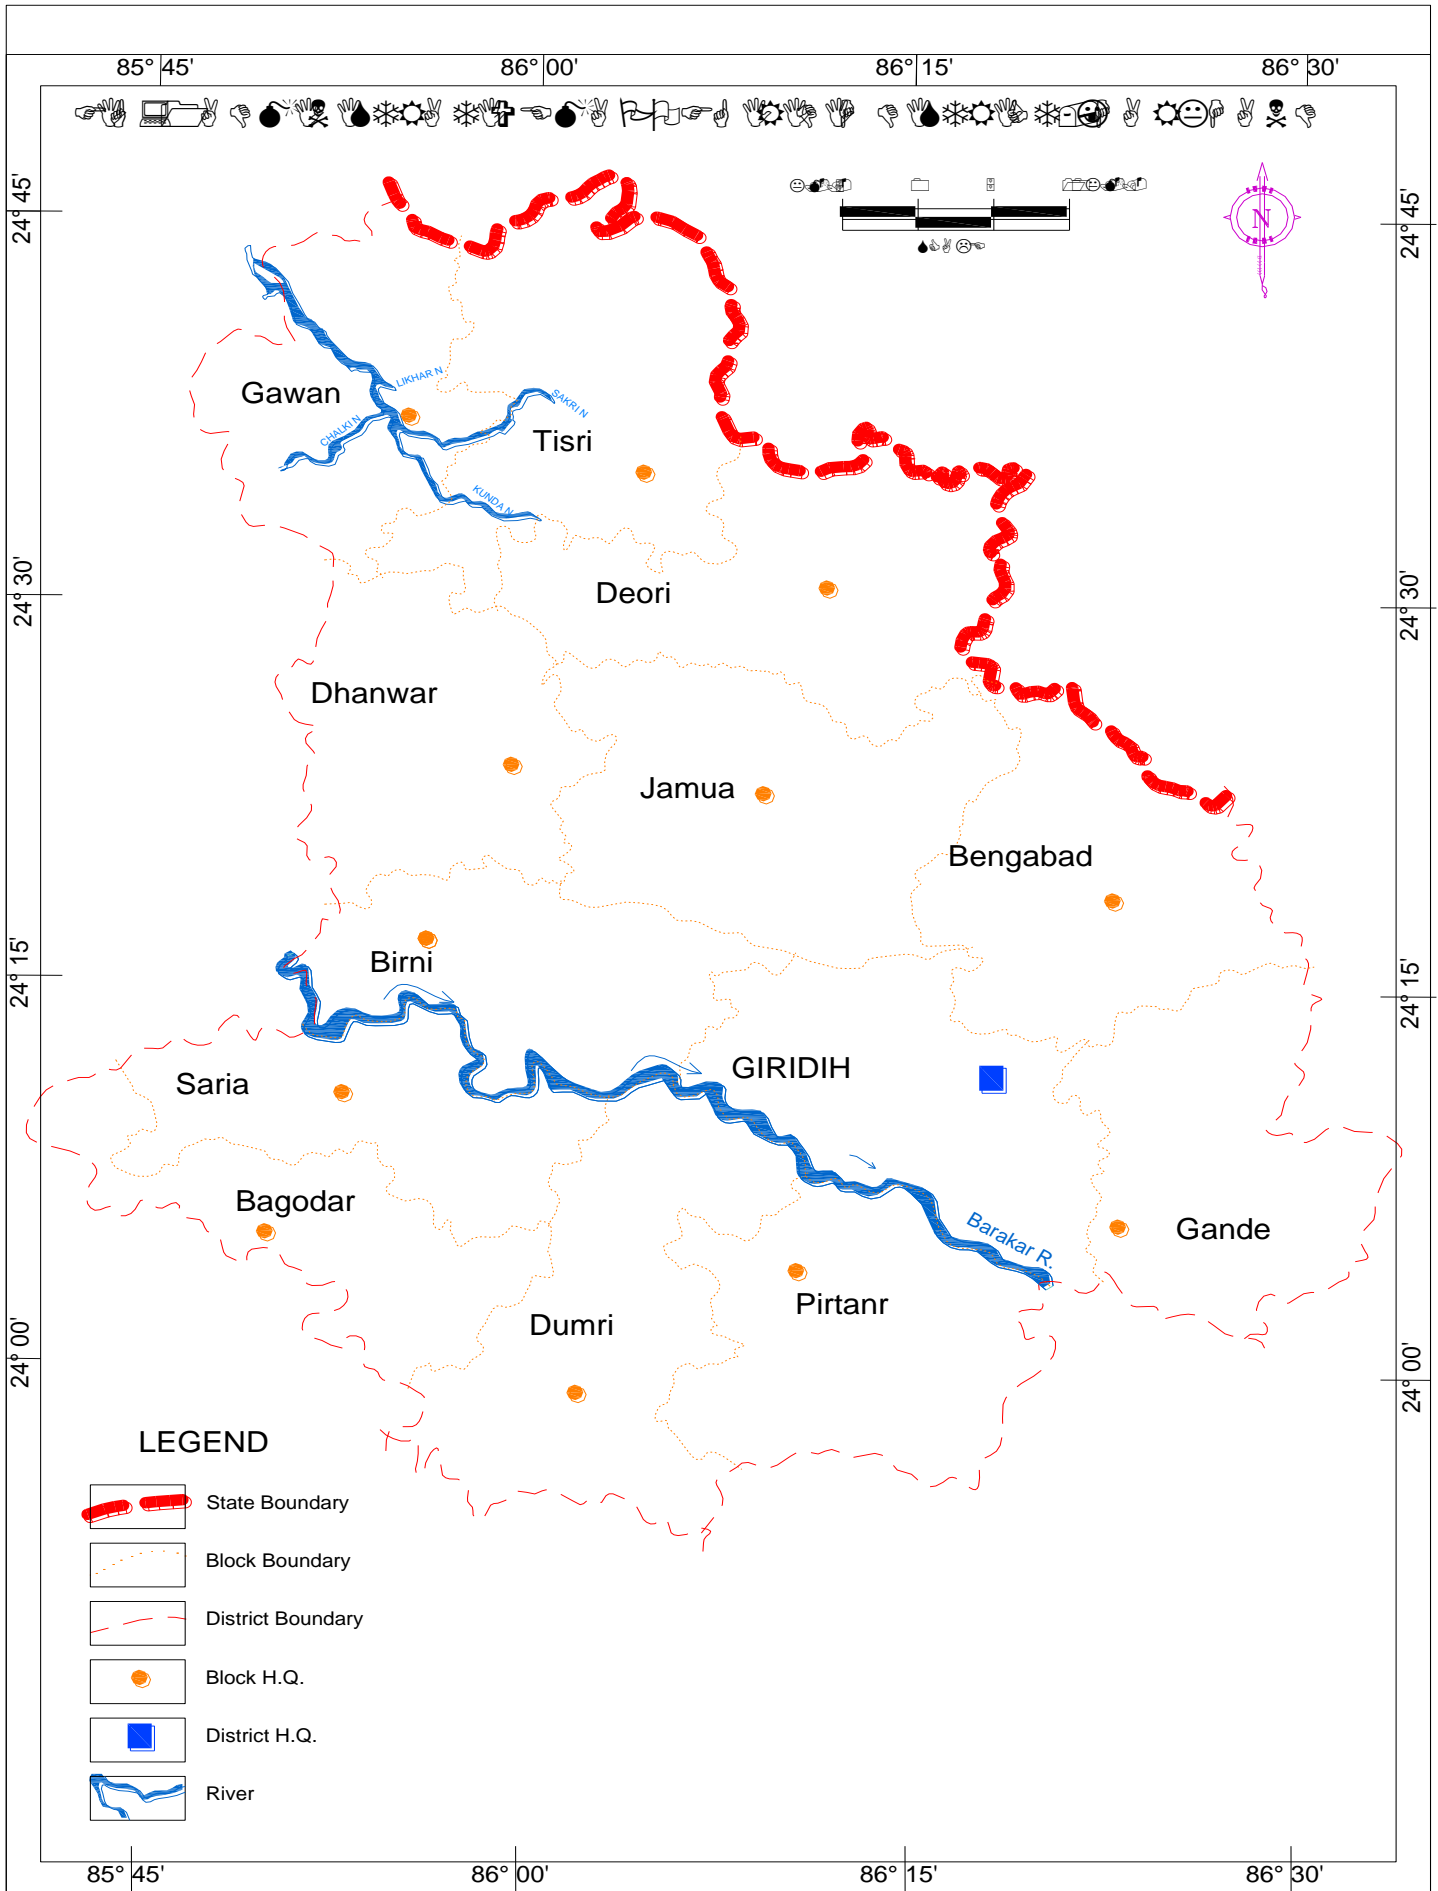 85° 45' 86° 00' 86° 15' 86° 30'
24° 45'
24° 45'
N
LIKHAR N
Gawan
SAKRI N
CHALKI N
Tisri
KUNDA N
24° 30'
24° 30'
Deori
Dhanwar
Jamua
Bengabad
Birni
24° 15'
24° 15'
GIRIDIH
Saria
Bagodar
Barakar R.
Gande
Pirtanr
Dumri
24° 00'
24° 00'
LEGEND
State Boundary
Block Boundary
District Boundary
Block H.Q.
District H.Q.
River
85° 45' 86° 00' 86° 15' 86° 30'